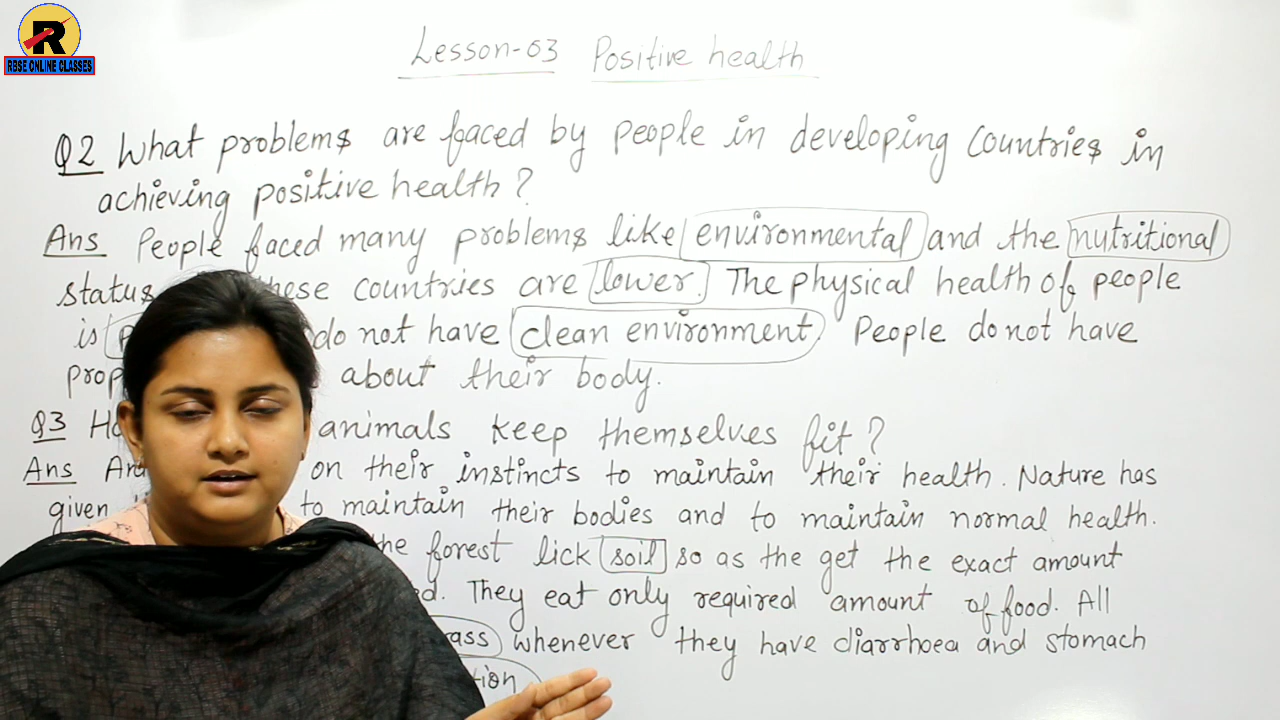 R
RBSE ONLINE CLASSES
Lesson-03 Positive health
Q2 What problems are faced by people in developing countries in
achieving positive health?
Ans People faced many problems like environmental and the nutritional
status these countries are lower. The physical health of people
is do not have clean environment. People do not have
about their body.
Q3 animals keep themselves fit?
Ans on their instincts to maintain their health. Nature has
given to maintain their bodies and to maintain normal health.
the forest lick soil so as the get the exact amount
They eat only required amount of food. All
whenever they have diarrhoea and stomach